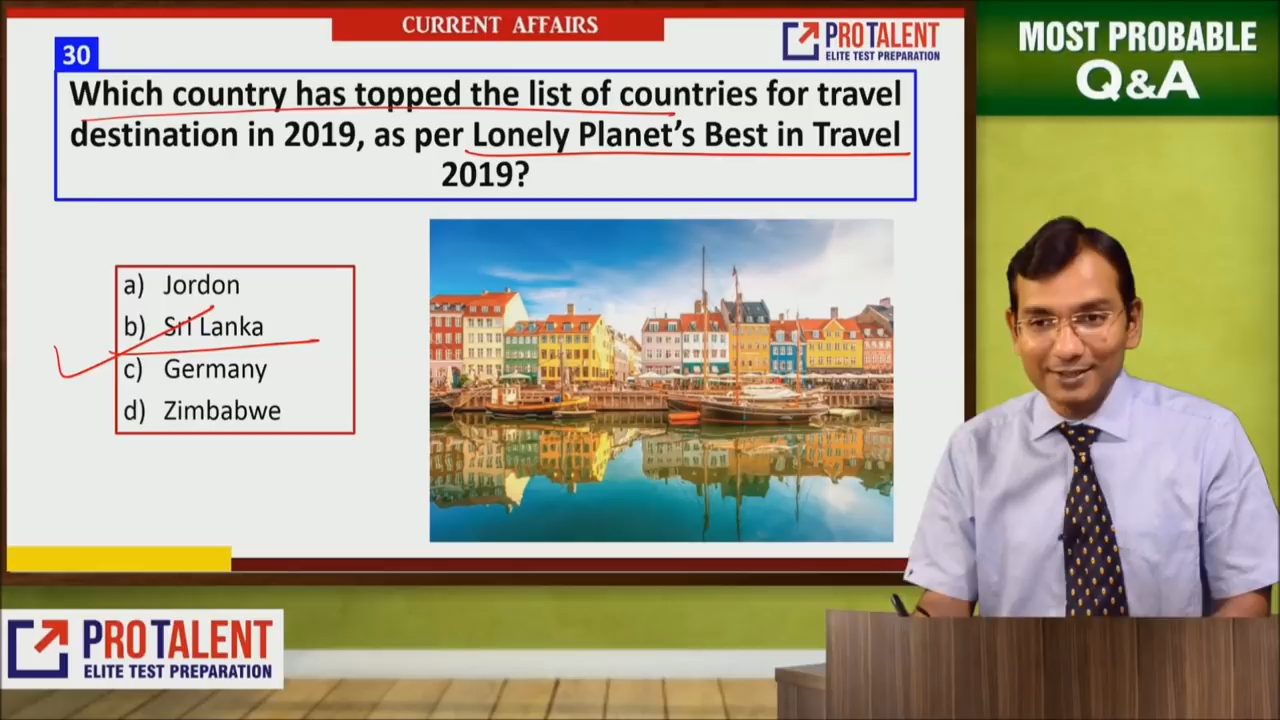 CURRENT AFFAIRS
PROTALENT
ELITE TEST PREPARATION
MOST PROBABLE
Q&A
30
Which country has topped the list of countries for travel
destination in 2019, as per Lonely Planet’s Best in Travel
2019?
a) Jordon
b) Sri Lanka
c) Germany
d) Zimbabwe
PROTALENT
ELITE TEST PREPARATION